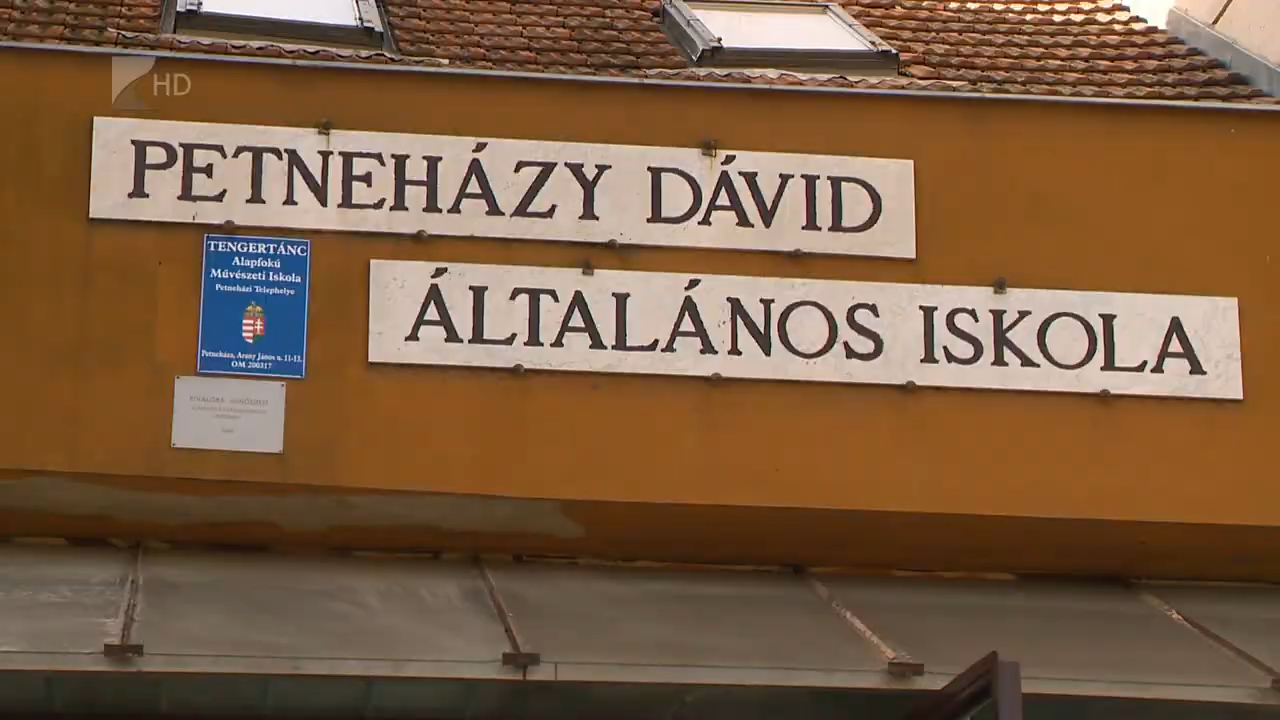 HD
PETNEHÁZY DÁVID
ÁLTALÁNOS ISKOLA
TENGERTÁNC
Alapfokú
Művészeti Iskola
Petneházi Telephelye
Petneháza, Arany János u. 11-13.
OM 200317